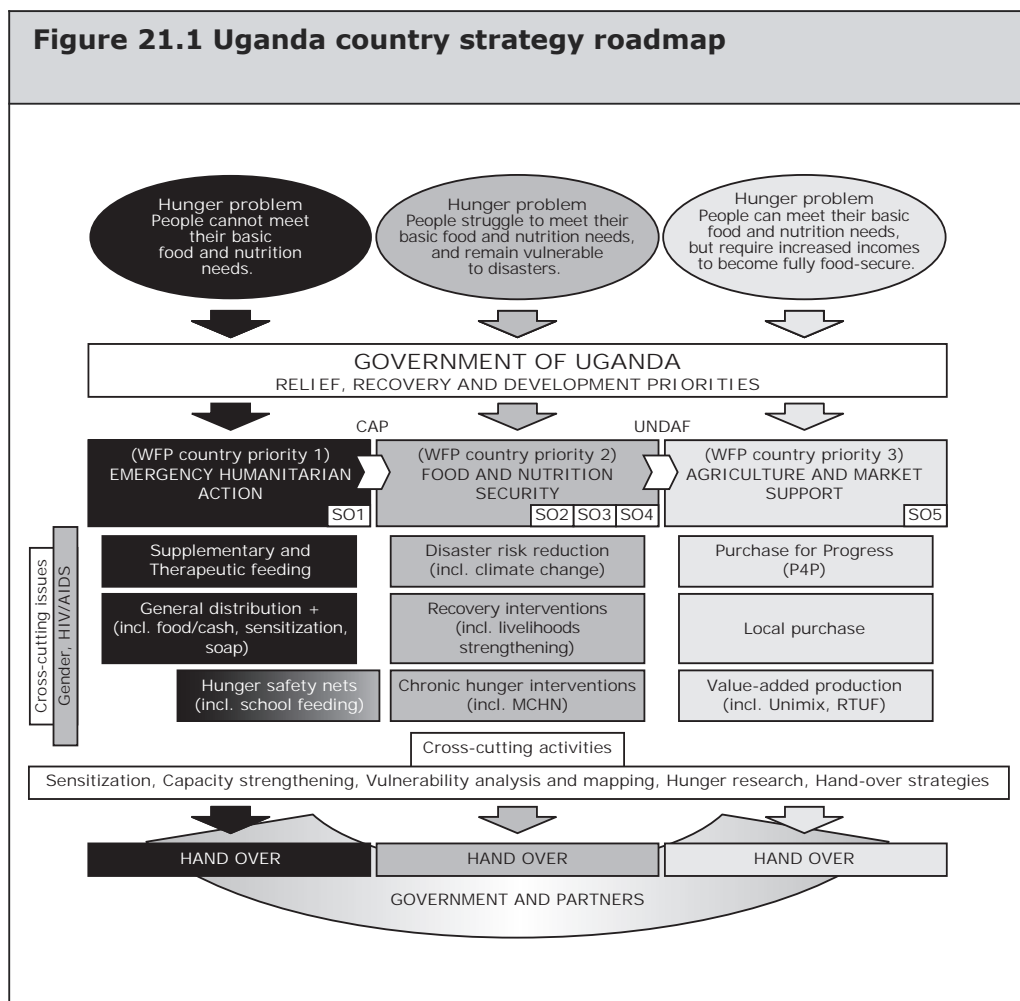 Figure 21.1 Uganda country strategy roadmap
Hunger problem
People cannot meet
their basic
food and nutrition
needs.
Hunger problem
People struggle to meet their
basic food and nutrition needs,
and remain vulnerable
to disasters.
Hunger problem
People can meet their basic
food and nutrition needs,
but require increased incomes
to become fully food-secure.
GOVERNMENT OF UGANDA
RELIEF, RECOVERY AND DEVELOPMENT PRIORITIES
CAP
UNDAF
(WFP country priority 1)
EMERGENCY HUMANITARIAN
ACTION
SO1
(WFP country priority 2)
FOOD AND NUTRITION
SECURITY
SO2 SO3 SO4
(WFP country priority 3)
AGRICULTURE AND MARKET
SUPPORT
SO5
Cross-cutting issues
Gender, HIV/AIDS
Supplementary and
Therapeutic feeding
Disaster risk reduction
(incl. climate change)
Purchase for Progress
(P4P)
General distribution +
(incl. food/cash, sensitization,
soap)
Recovery interventions
(incl. livelihoods
strengthening)
Local purchase
Hunger safety nets
(incl. school feeding)
Chronic hunger interventions
(incl. MCHN)
Value-added production
(incl. Unimix, RTUF)
Cross-cutting activities
Sensitization, Capacity strengthening, Vulnerability analysis and mapping, Hunger research, Hand-over strategies
HAND OVER
HAND OVER
HAND OVER
GOVERNMENT AND PARTNERS